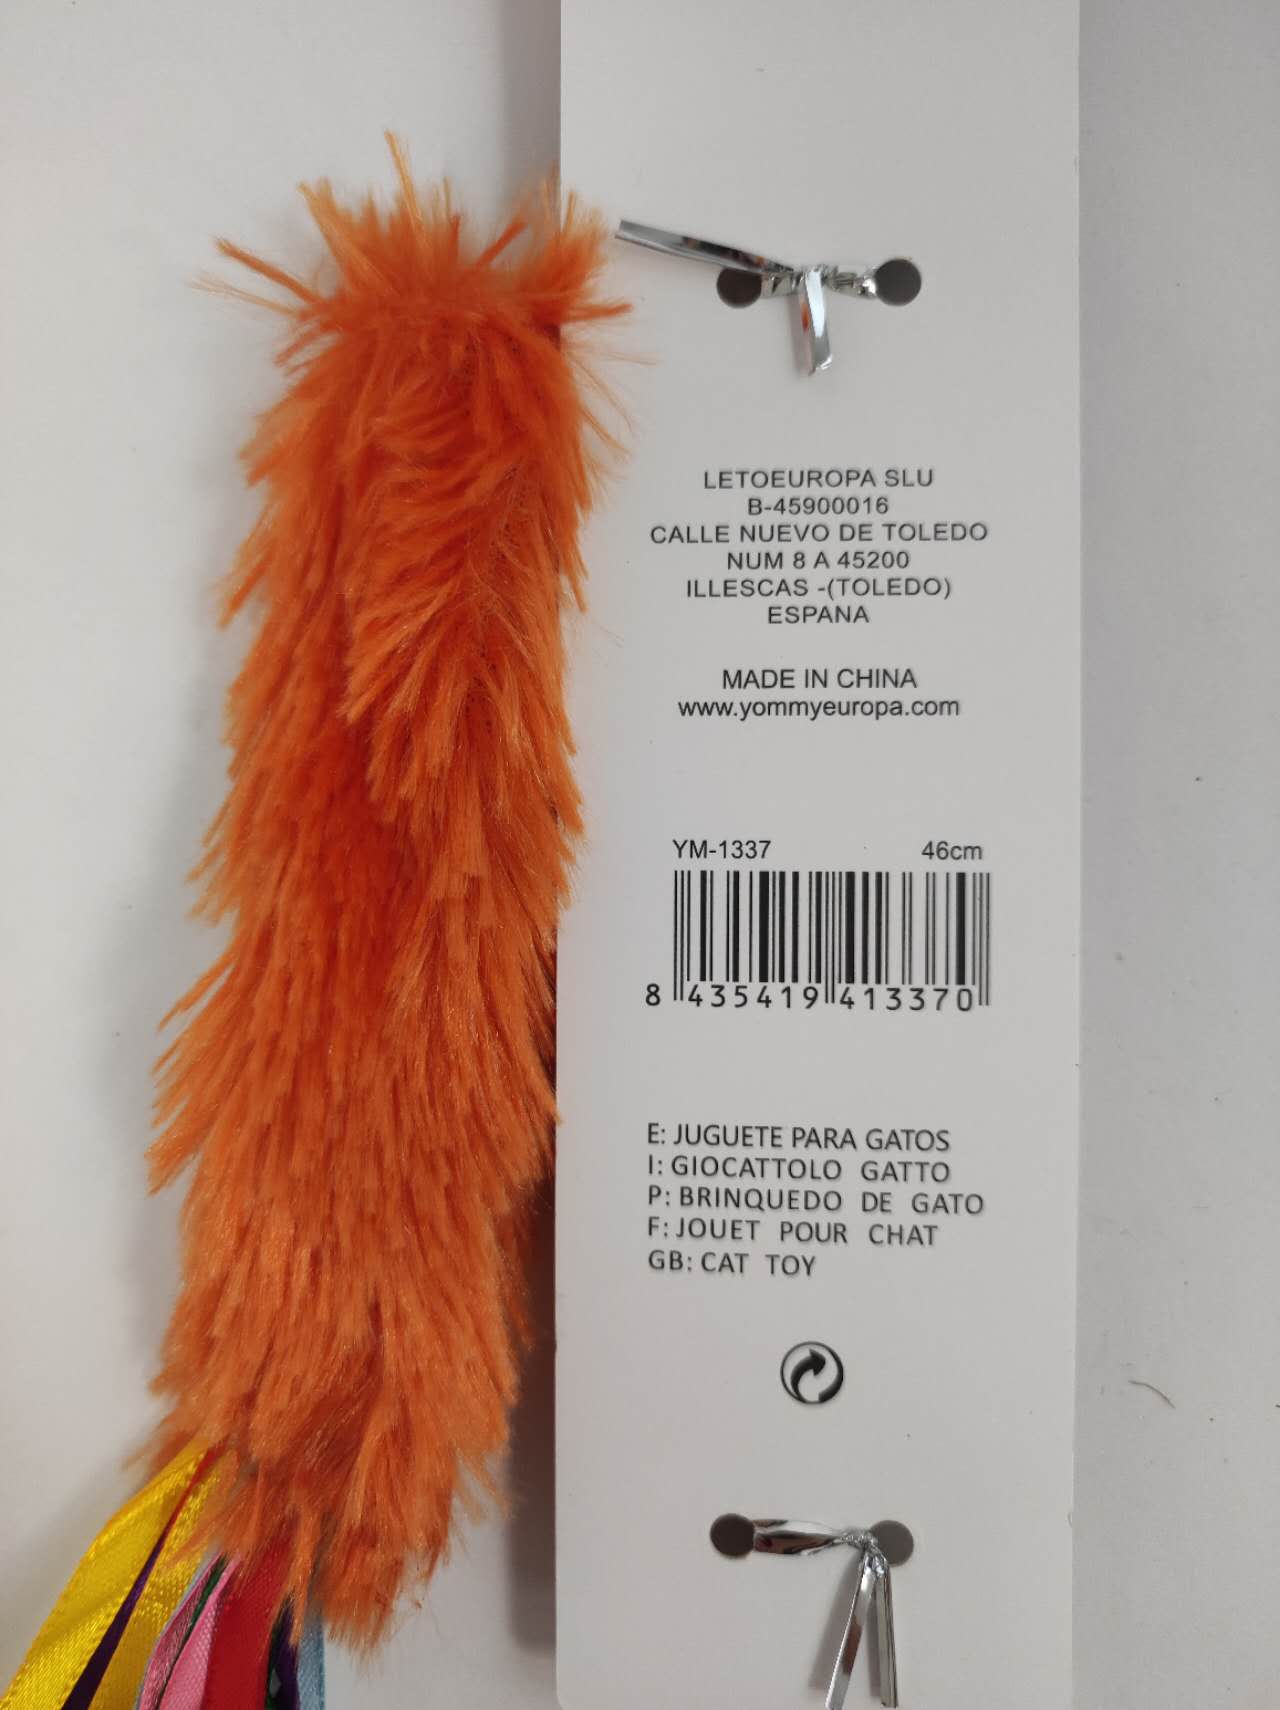 LETOEUROPA SLU
B-45900016
CALLE NUEVO DE TOLEDO
NUM 8 A 45200
ILLESCAS -(TOLEDO)
ESPANA
MADE IN CHINA
www.yommyeuropa.com
YM-1337 46cm
8 435419 413370
E: JUGUETE PARA GATOS
I: GIOCATTOLO GATTO
P: BRINQUEDO DE GATO
F: JOUET POUR CHAT
GB: CAT TOY